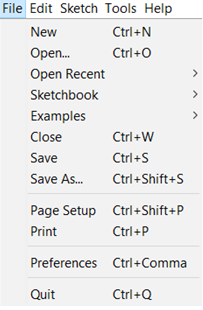 File Edit Sketch Tools Help
New Ctrl+N
Open... Ctrl+O
Open Recent >
Sketchbook >
Examples >
Close Ctrl+W
Save Ctrl+S
Save As... Ctrl+Shift+S
Page Setup Ctrl+Shift+P
Print Ctrl+P
Preferences Ctrl+Comma
Quit Ctrl+Q